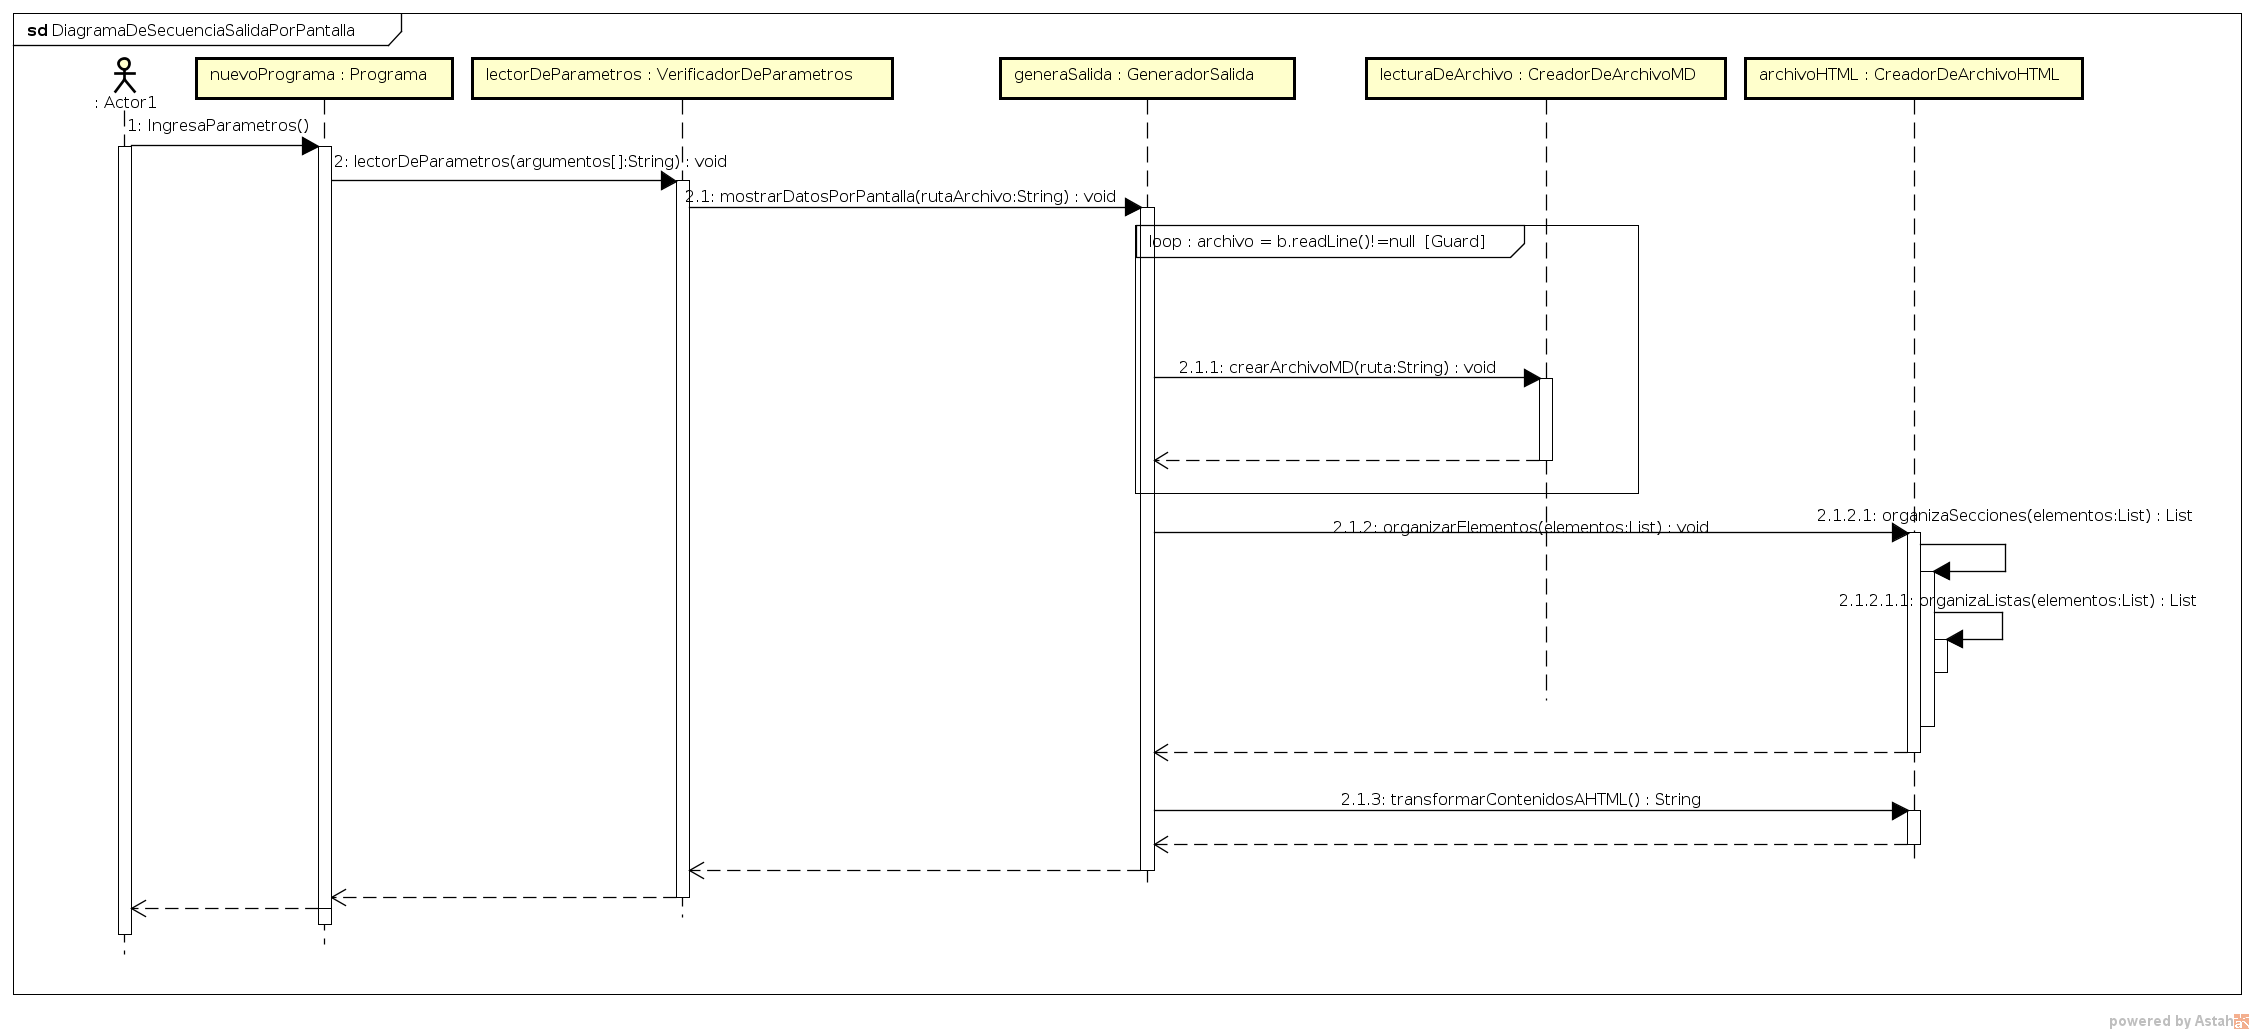 sd DiagramaDeSecuenciaSalidaPorPantalla
: Actor1
nuevoPrograma : Programa
lectorDeParametros : VerificadorDeParametros
generaSalida : GeneradorSalida
lecturaDeArchivo : CreadorDeArchivoMD
archivoHTML : CreadorDeArchivoHTML
1: IngresaParametros()
2: lectorDeParametros(argumentos[]:String) : void
2.1: mostrarDatosPorPantalla(rutaArchivo:String) : void
loop : archivo = b.readLine()!=null [Guard]
2.1.1: crearArchivoMD(ruta:String) : void
2.1.2: organizarElementos(elementos:List) : void
2.1.2.1: organizaSecciones(elementos:List) : List
2.1.2.1.1: organizaListas(elementos:List) : List
2.1.3: transformarContenidosAHTML() : String
powered by Astah